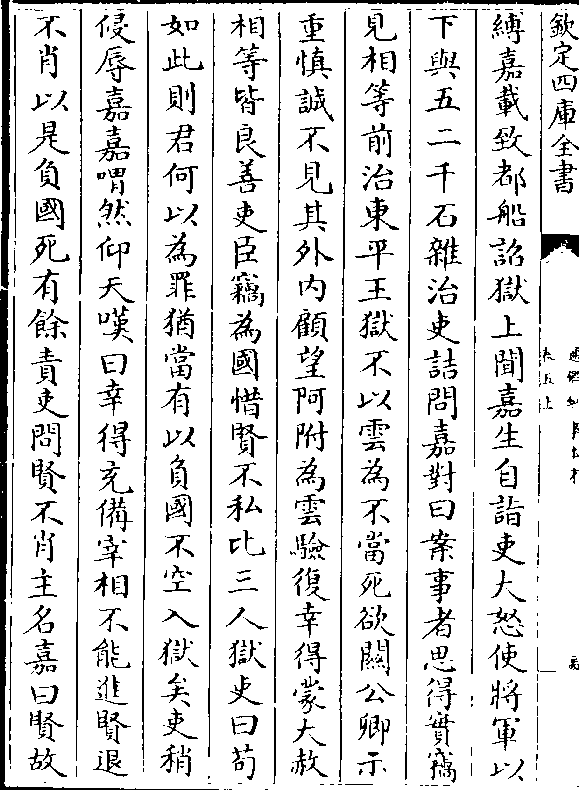 欽定四庫全書
縛嘉載致都船詔獄上聞嘉生自詣吏大怒使將軍以
下與五二千石雜治吏詰問嘉對曰案事者思得實竊
見相等前治東平王獄不以雲為不當死欲關公卿示
重慎誠不見其外内顧望阿附為雲驗復幸得蒙大赦
相等皆良善吏臣竊為國惜賢不私比三人獄吏曰茍
如此則君何以為罪猶當有以負國不空入獄矣吏稍
侵辱嘉嘉喟然仰天嘆曰幸得充備宰相不能進賢退
不肖以是負國死有餘責吏問賢不肖主名嘉曰賢故